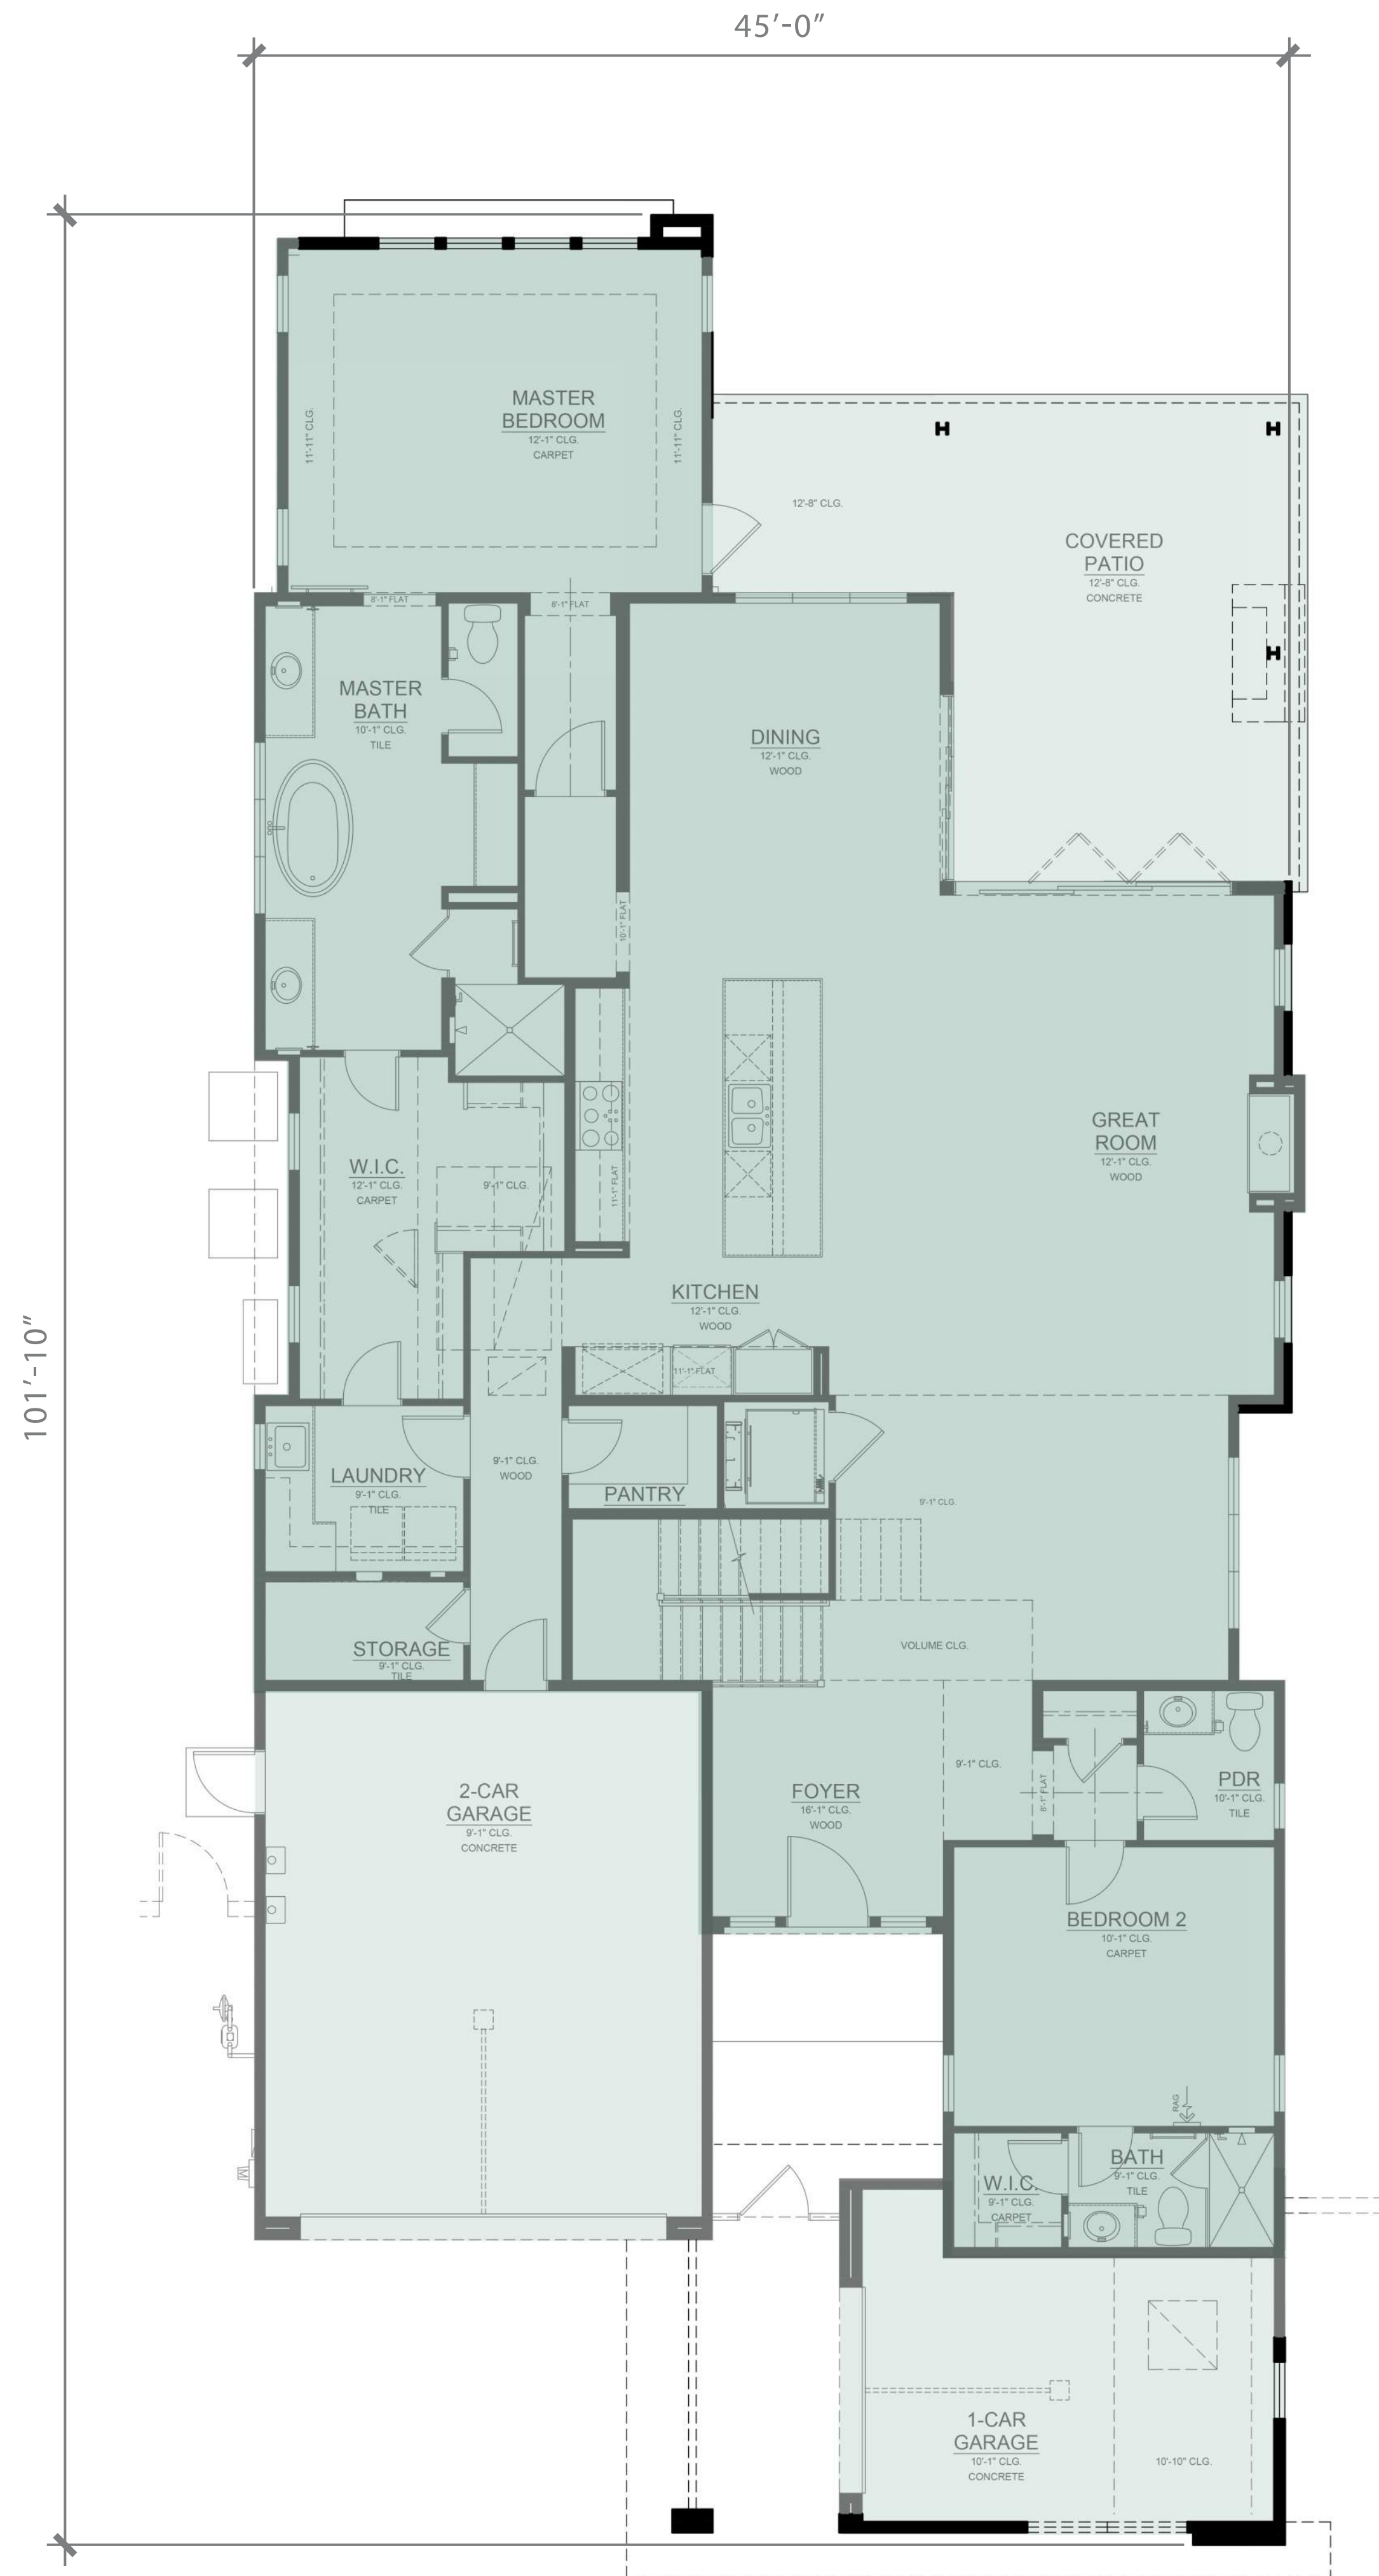 45'-0"
101'-10"
MASTER
BEDROOM
12'-1" CLG.
CARPET
11'-11" CLG.
11'-11" CLG.
12'-8" CLG.
COVERED
PATIO
12'-8" CLG.
CONCRETE
8'-1" FLAT
8'-1" FLAT
MASTER
BATH
10'-1" CLG.
TILE
DINING
12'-1" CLG.
WOOD
10'-1" FLAT
GREAT
ROOM
12'-1" CLG.
WOOD
W.I.C.
12'-1" CLG.
CARPET
9'-1" CLG.
11'-1" FLAT
KITCHEN
12'-1" CLG.
WOOD
11'-1" FLAT
LAUNDRY
9'-1" CLG.
TILE
9'-1" CLG.
WOOD
PANTRY
9'-1" CLG.
STORAGE
9'-1" CLG.
TILE
VOLUME CLG.
2-CAR
GARAGE
9'-1" CLG.
CONCRETE
FOYER
16'-1" CLG.
WOOD
9'-1" CLG.
8'-1" FLAT
PDR
10'-1" CLG.
TILE
BEDROOM 2
10'-1" CLG.
CARPET
RAG
W.I.C.
9'-1" CLG.
CARPET
BATH
9'-1" CLG.
TILE
M
1-CAR
GARAGE
10'-1" CLG.
CONCRETE
10'-10" CLG.